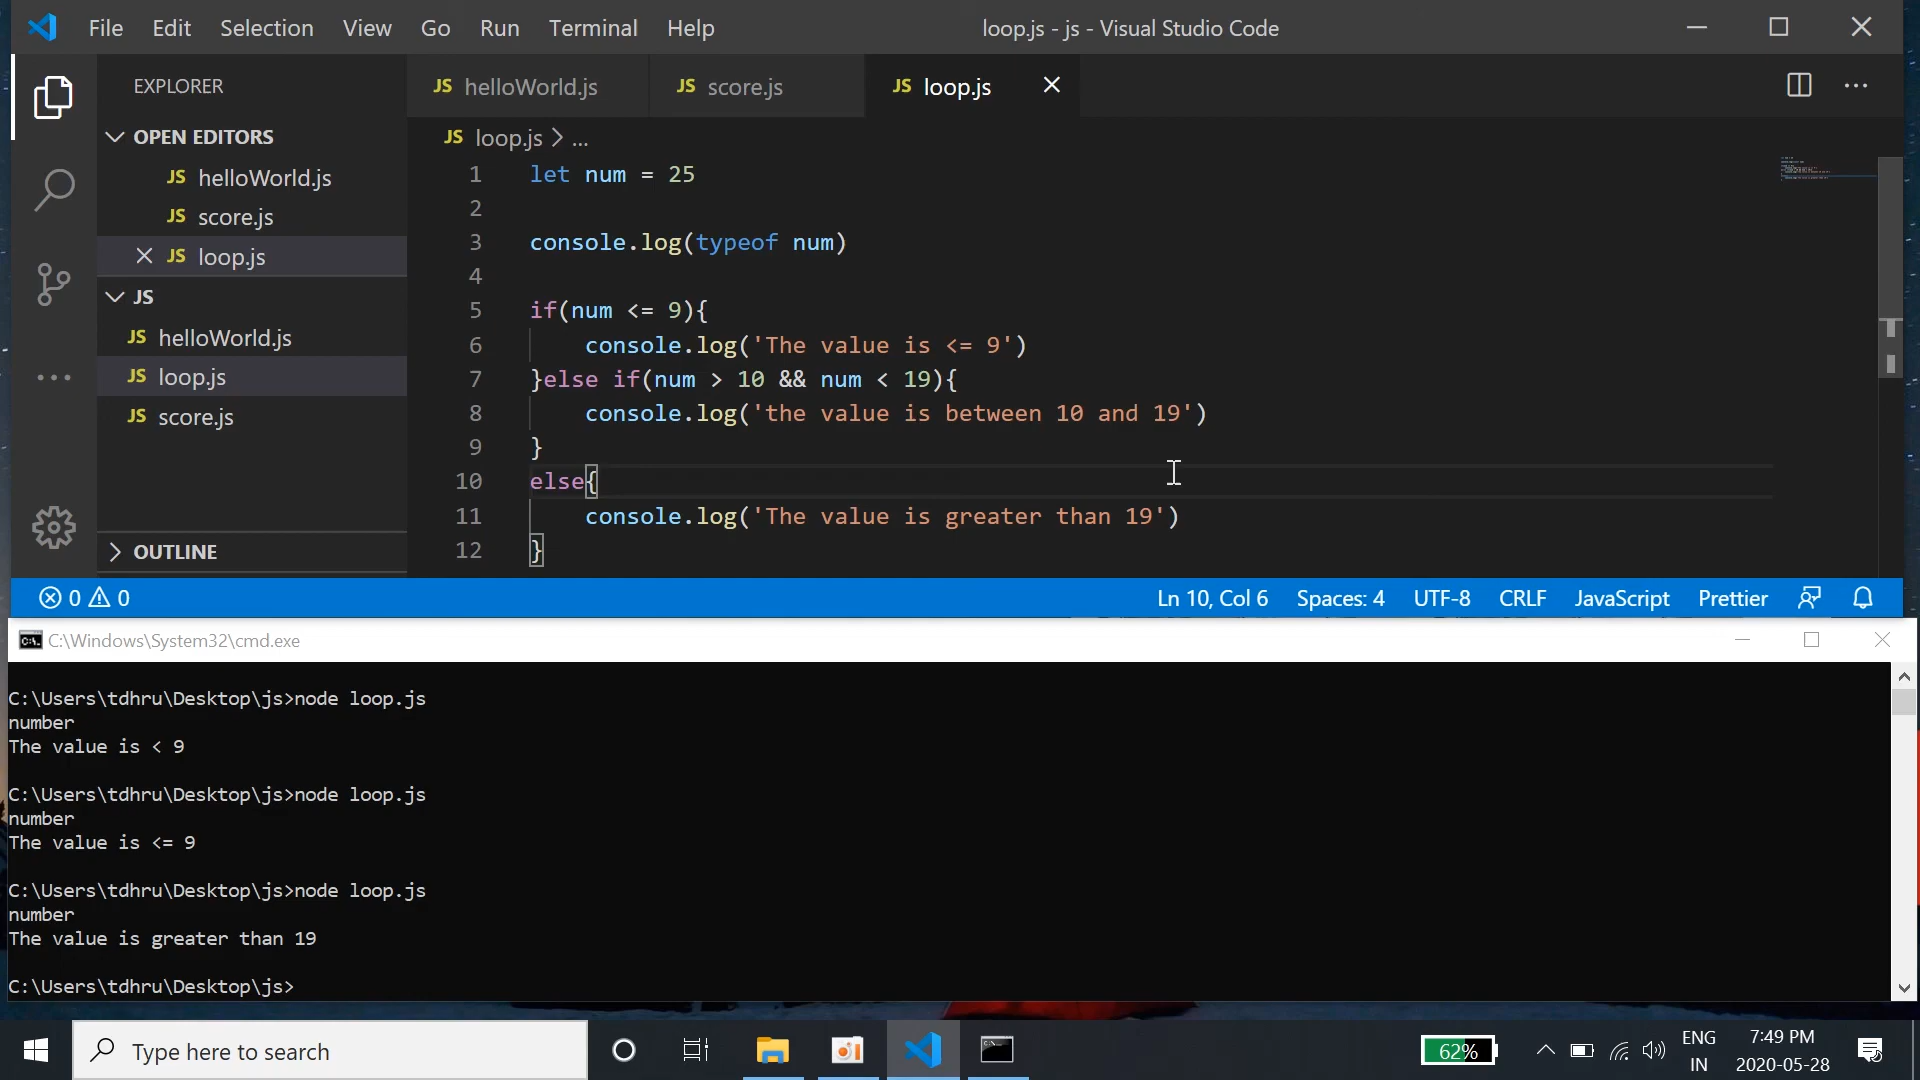 File Edit Selection View Go Run Terminal Help loop.js - js - Visual Studio Code
EXPLORER
OPEN EDITORS
JS helloWorld.js
JS score.js
JS loop.js
JS
JS helloWorld.js
JS loop.js
JS score.js
OUTLINE
JS helloWorld.js JS score.js JS loop.js
JS loop.js > ...
1 let num = 25
2
3 console.log(typeof num)
4
5 if(num <= 9){
6 console.log('The value is <= 9')
7 }else if(num > 10 && num < 19){
8 console.log('the value is between 10 and 19')
9 }
10 else{
11 console.log('The value is greater than 19')
12 }
0 0 Ln 10, Col 6 Spaces: 4 UTF-8 CRLF JavaScript Prettier
C:\Windows\System32\cmd.exe
C:\Users\tdhru\Desktop\js>node loop.js
number
The value is < 9
C:\Users\tdhru\Desktop\js>node loop.js
number
The value is <= 9
C:\Users\tdhru\Desktop\js>node loop.js
number
The value is greater than 19
C:\Users\tdhru\Desktop\js>
Type here to search
62%
ENG
IN
7:49 PM
2020-05-28